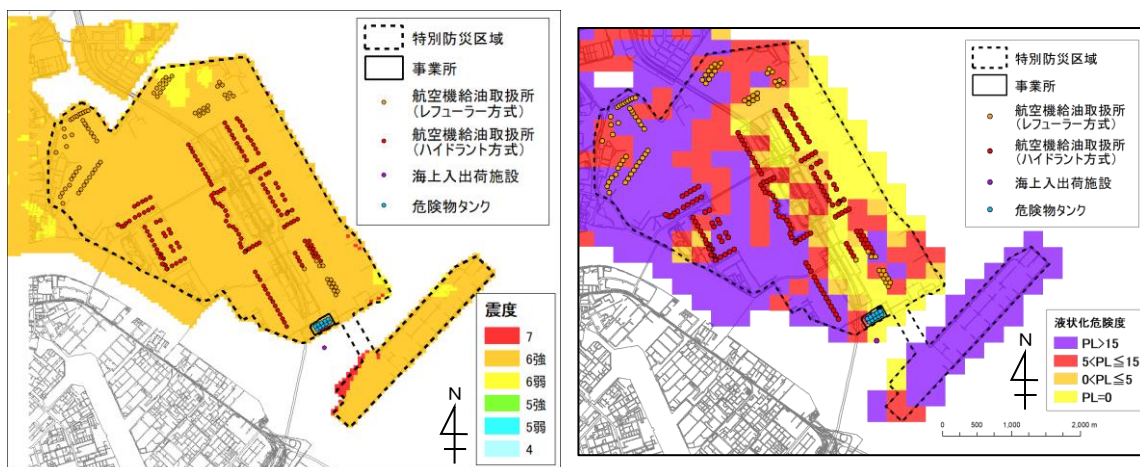 特別防災区域
事業所
航空機給油取扱所
(レフューラー方式)
航空機給油取扱所
(ハイドラント方式)
海上入出荷施設
危険物タンク
震度
7
6強
6弱
5強
5弱
4
N
特別防災区域
事業所
航空機給油取扱所
(レフューラー方式)
航空機給油取扱所
(ハイドラント方式)
海上入出荷施設
危険物タンク
液状化危険度
PL>15
5<PL≦15
0<PL≦5
PL=0
N
0 500 1,000 2,000 m